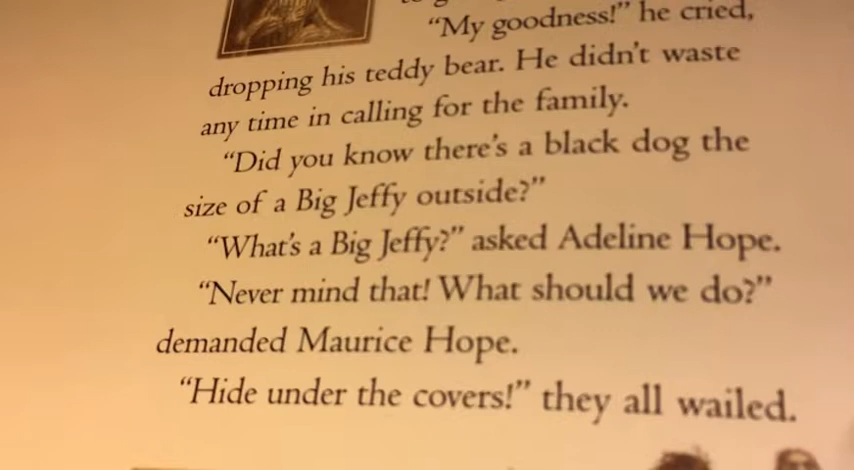 “My goodness!” he cried,
dropping his teddy bear. He didn’t waste
any time in calling for the family.
“Did you know there’s a black dog the
size of a Big Jeffy outside?”
“What’s a Big Jeffy?” asked Adeline Hope.
“Never mind that! What should we do?”
demanded Maurice Hope.
“Hide under the covers!” they all wailed.